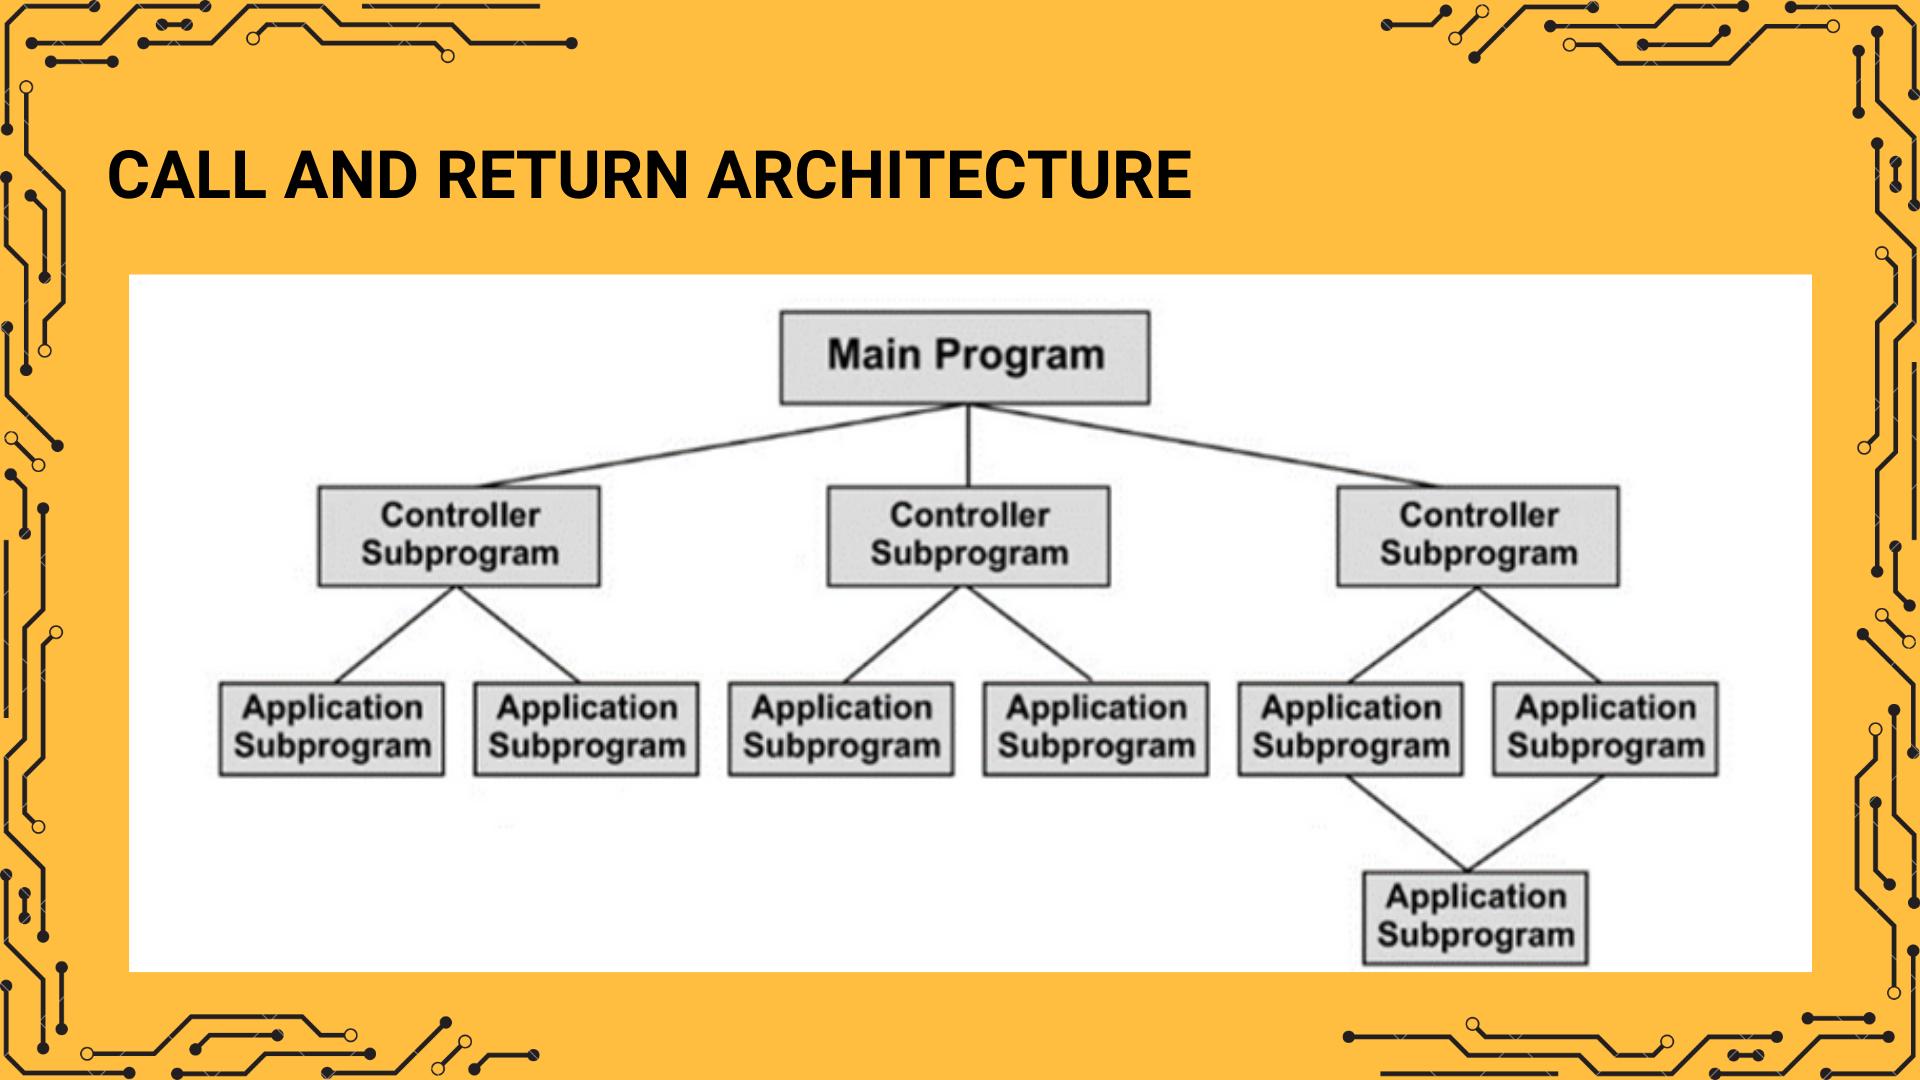 CALL AND RETURN ARCHITECTURE
Main Program
Controller
Subprogram
Controller
Subprogram
Controller
Subprogram
Application
Subprogram
Application
Subprogram
Application
Subprogram
Application
Subprogram
Application
Subprogram
Application
Subprogram
Application
Subprogram